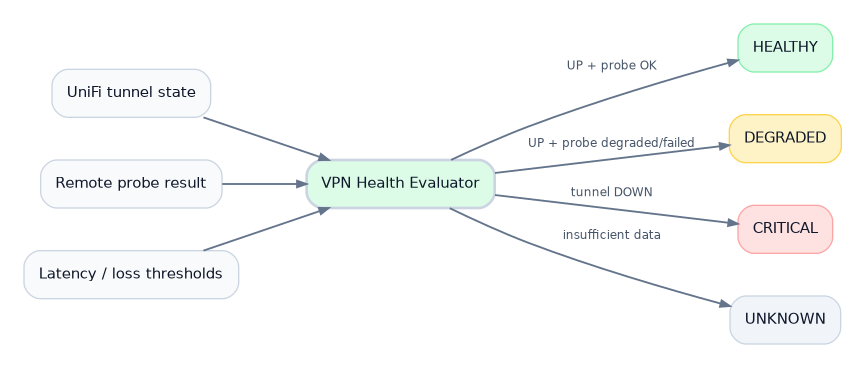 UniFi tunnel state
Remote probe result
Latency / loss thresholds
VPN Health Evaluator
UP + probe OK
UP + probe degraded/failed
tunnel DOWN
insufficient data
HEALTHY
DEGRADED
CRITICAL
UNKNOWN